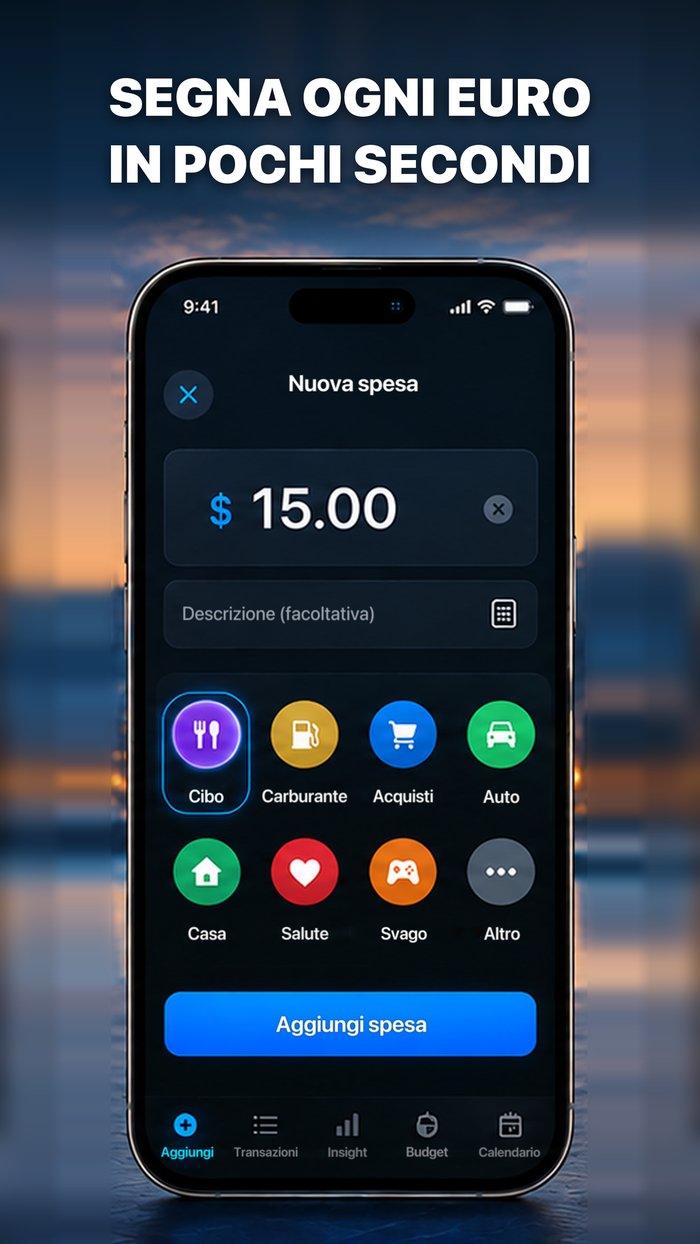 SEGNA OGNI EURO
IN POCHI SECONDI
9:41
Nuova spesa
$ 15.00
Descrizione (facoltativa)
Cibo Carburante Acquisti Auto
Casa Salute Svago Altro
Aggiungi spesa
Aggiungi Transazioni Insight Budget Calendario